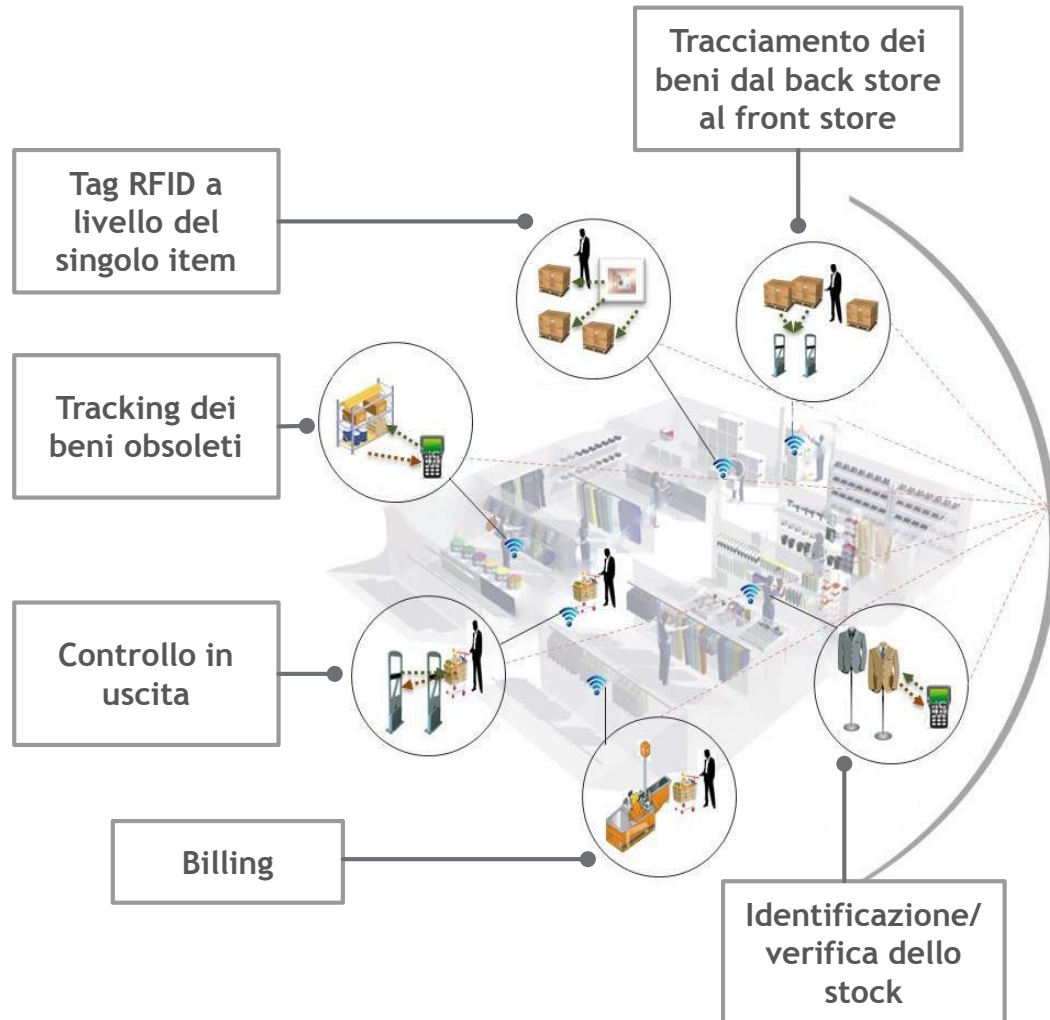 Tracciamento dei
beni dal back store
al front store
Tag RFID a
livello del
singolo item
Tracking dei
beni obsoleti
Controllo in
uscita
Billing
Identificazione/
verifica dello
stock